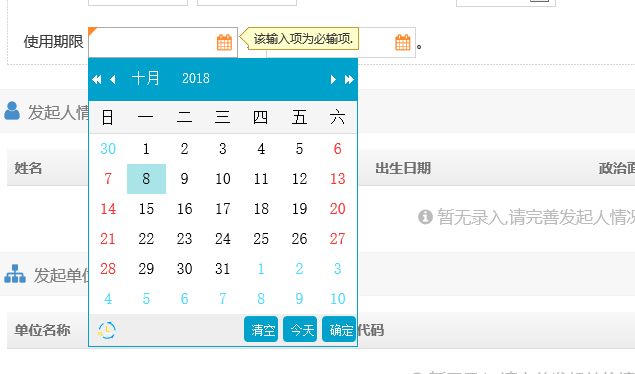 使用期限
该输入项为必输项.
。
十月 2018
日 一 二 三 四 五 六
30 1 2 3 4 5 6
7 8 9 10 11 12 13
14 15 16 17 18 19 20
21 22 23 24 25 26 27
28 29 30 31 1 2 3
4 5 6 7 8 9 10
清空 今天 确定
发起人情
姓名 出生日期 政治面
暂无录入,请完善发起人情况
发起单位
单位名称 代码